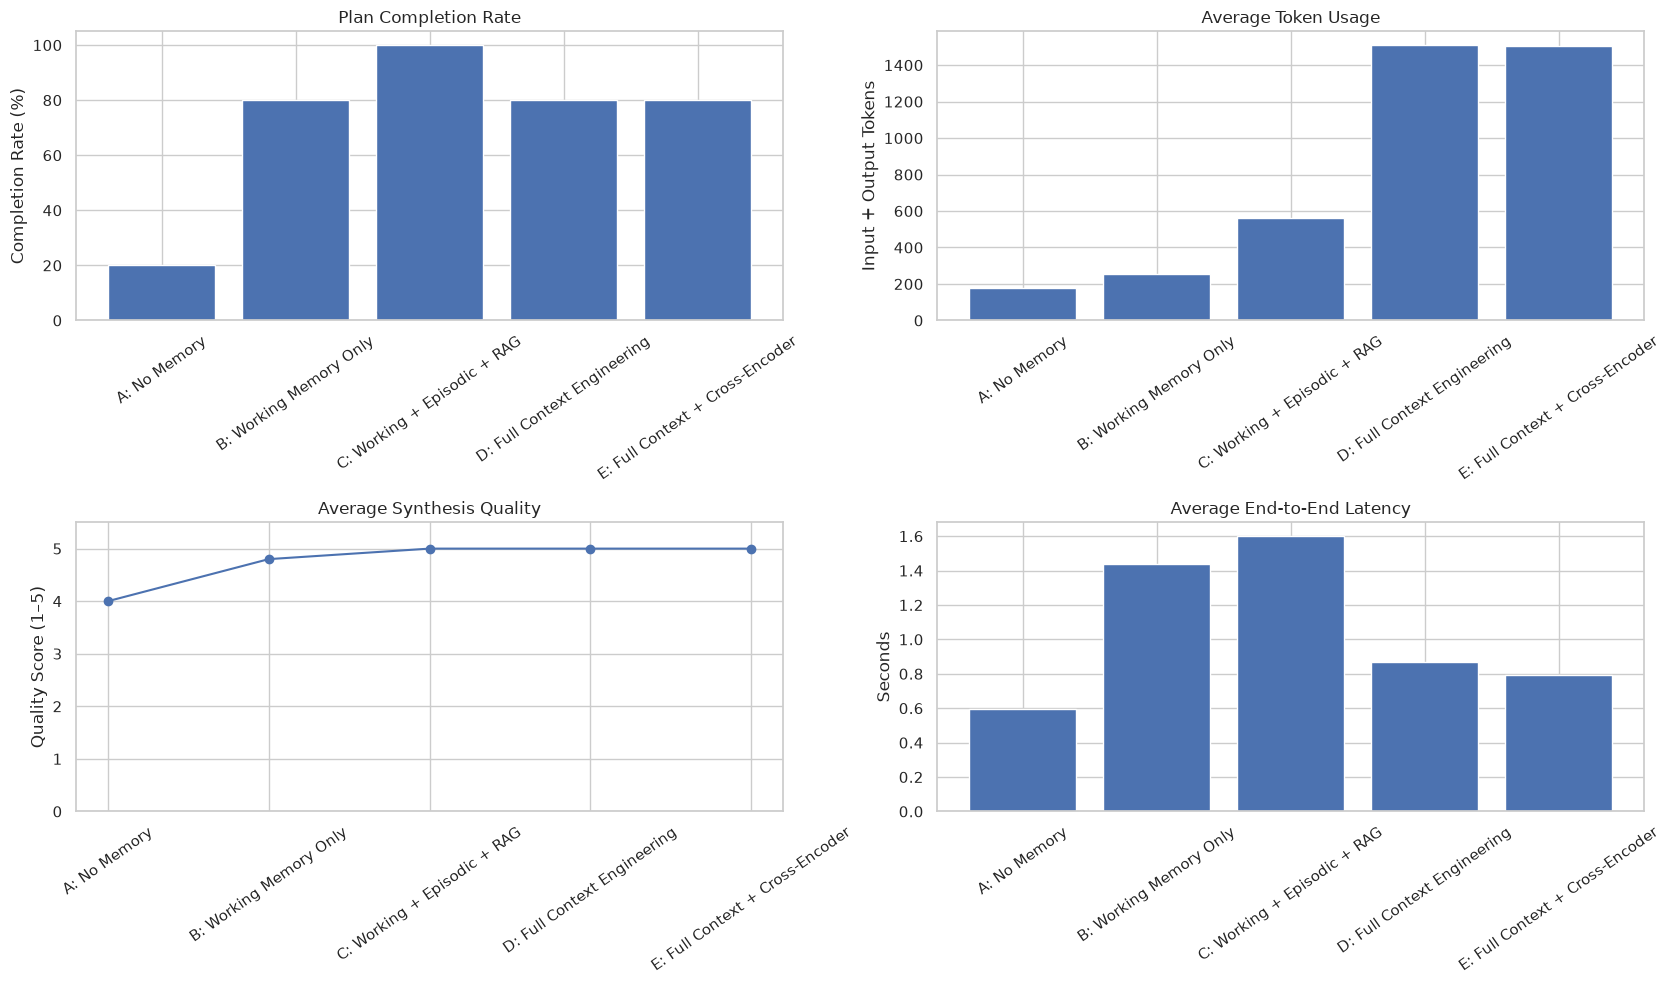 Plan Completion Rate
Completion Rate (%)
100
80
60
40
20
0
A: No Memory
B: Working Memory Only
C: Working + Episodic + RAG
D: Full Context Engineering
E: Full Context + Cross-Encoder
Average Token Usage
Input + Output Tokens
1400
1200
1000
800
600
400
200
0
A: No Memory
B: Working Memory Only
C: Working + Episodic + RAG
D: Full Context Engineering
E: Full Context + Cross-Encoder
Average Synthesis Quality
Quality Score (1–5)
5
4
3
2
1
0
A: No Memory
B: Working Memory Only
C: Working + Episodic + RAG
D: Full Context Engineering
E: Full Context + Cross-Encoder
Average End-to-End Latency
Seconds
1.6
1.4
1.2
1.0
0.8
0.6
0.4
0.2
0.0
A: No Memory
B: Working Memory Only
C: Working + Episodic + RAG
D: Full Context Engineering
E: Full Context + Cross-Encoder